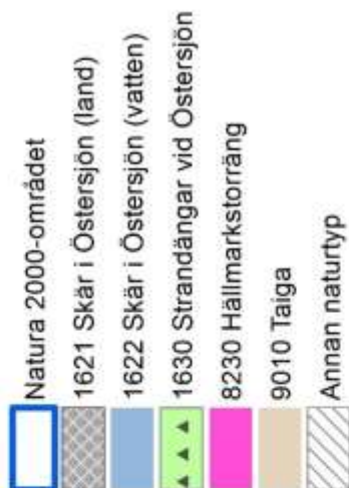 Natura 2000-området
1621 Skär i Östersjön (land)
1622 Skär i Östersjön (vatten)
1630 Strandängar vid Östersjön
8230 Hällmarkstorräng
9010 Taiga
Annan naturtyp